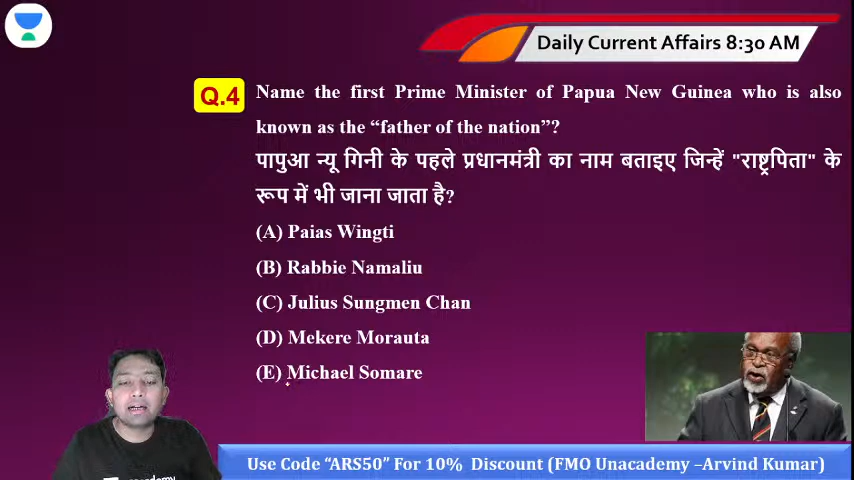 Daily Current Affairs 8:30 AM
Q.4 Name the first Prime Minister of Papua New Guinea who is also
known as the “father of the nation”?
पापुआ न्यू गिनी के पहले प्रधानमंत्री का नाम बताइए जिन्हें "राष्ट्रपिता" के
रूप में भी जाना जाता है?
(A) Paias Wingti
(B) Rabbie Namaliu
(C) Julius Sungmen Chan
(D) Mekere Morauta
(E) Michael Somare
Use Code “ARS50” For 10% Discount (FMO Unacademy –Arvind Kumar)